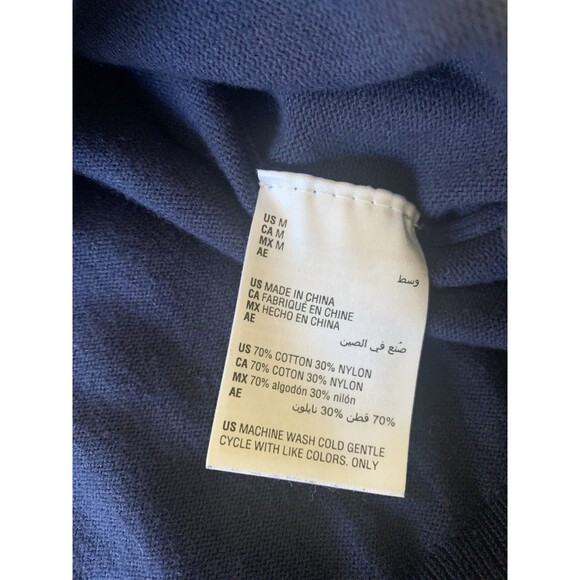 US M
CA M
MX M
AE
وسط
US MADE IN CHINA
CA FABRIQUÉ EN CHINE
MX HECHO EN CHINA
AE
صُنع في الصين
US 70% COTTON 30% NYLON
CA 70% COTON 30% NYLON
MX 70% algodón 30% nilón
AE
70% قطن 30% نايلون
US MACHINE WASH COLD GENTLE
CYCLE WITH LIKE COLORS. ONLY